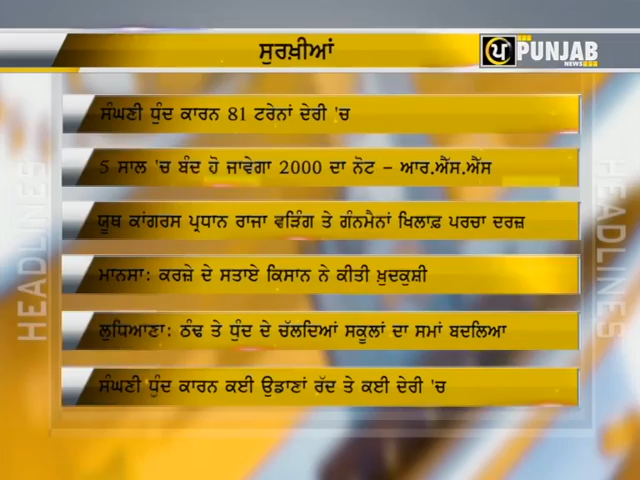 ਸੁਰਖ਼ੀਆਂ
ਪ PUNJAB
NEWS
ਸੰਘਣੀ ਧੁੰਦ ਕਾਰਨ 81 ਟਰੇਨਾਂ ਦੇਰੀ 'ਚ
5 ਸਾਲ 'ਚ ਬੰਦ ਹੋ ਜਾਵੇਗਾ 2000 ਦਾ ਨੋਟ - ਆਰ.ਐੱਸ.ਐੱਸ
ਯੂਥ ਕਾਂਗਰਸ ਪ੍ਰਧਾਨ ਰਾਜਾ ਵੜਿੰਗ ਤੇ ਗੰਨਮੈਨਾਂ ਖਿਲਾਫ਼ ਪਰਚਾ ਦਰਜ਼
ਮਾਨਸਾ: ਕਰਜ਼ੇ ਦੇ ਸਤਾਏ ਕਿਸਾਨ ਨੇ ਕੀਤੀ ਖ਼ੁਦਕੁਸ਼ੀ
ਲੁਧਿਆਣਾ: ਠੰਢ ਤੇ ਧੁੰਦ ਦੇ ਚੱਲਦਿਆਂ ਸਕੂਲਾਂ ਦਾ ਸਮਾਂ ਬਦਲਿਆ
ਸੰਘਣੀ ਧੁੰਦ ਕਾਰਨ ਕਈ ਉਡਾਣਾਂ ਰੱਦ ਤੇ ਕਈ ਦੇਰੀ 'ਚ
HEADLINES
HEADLINES